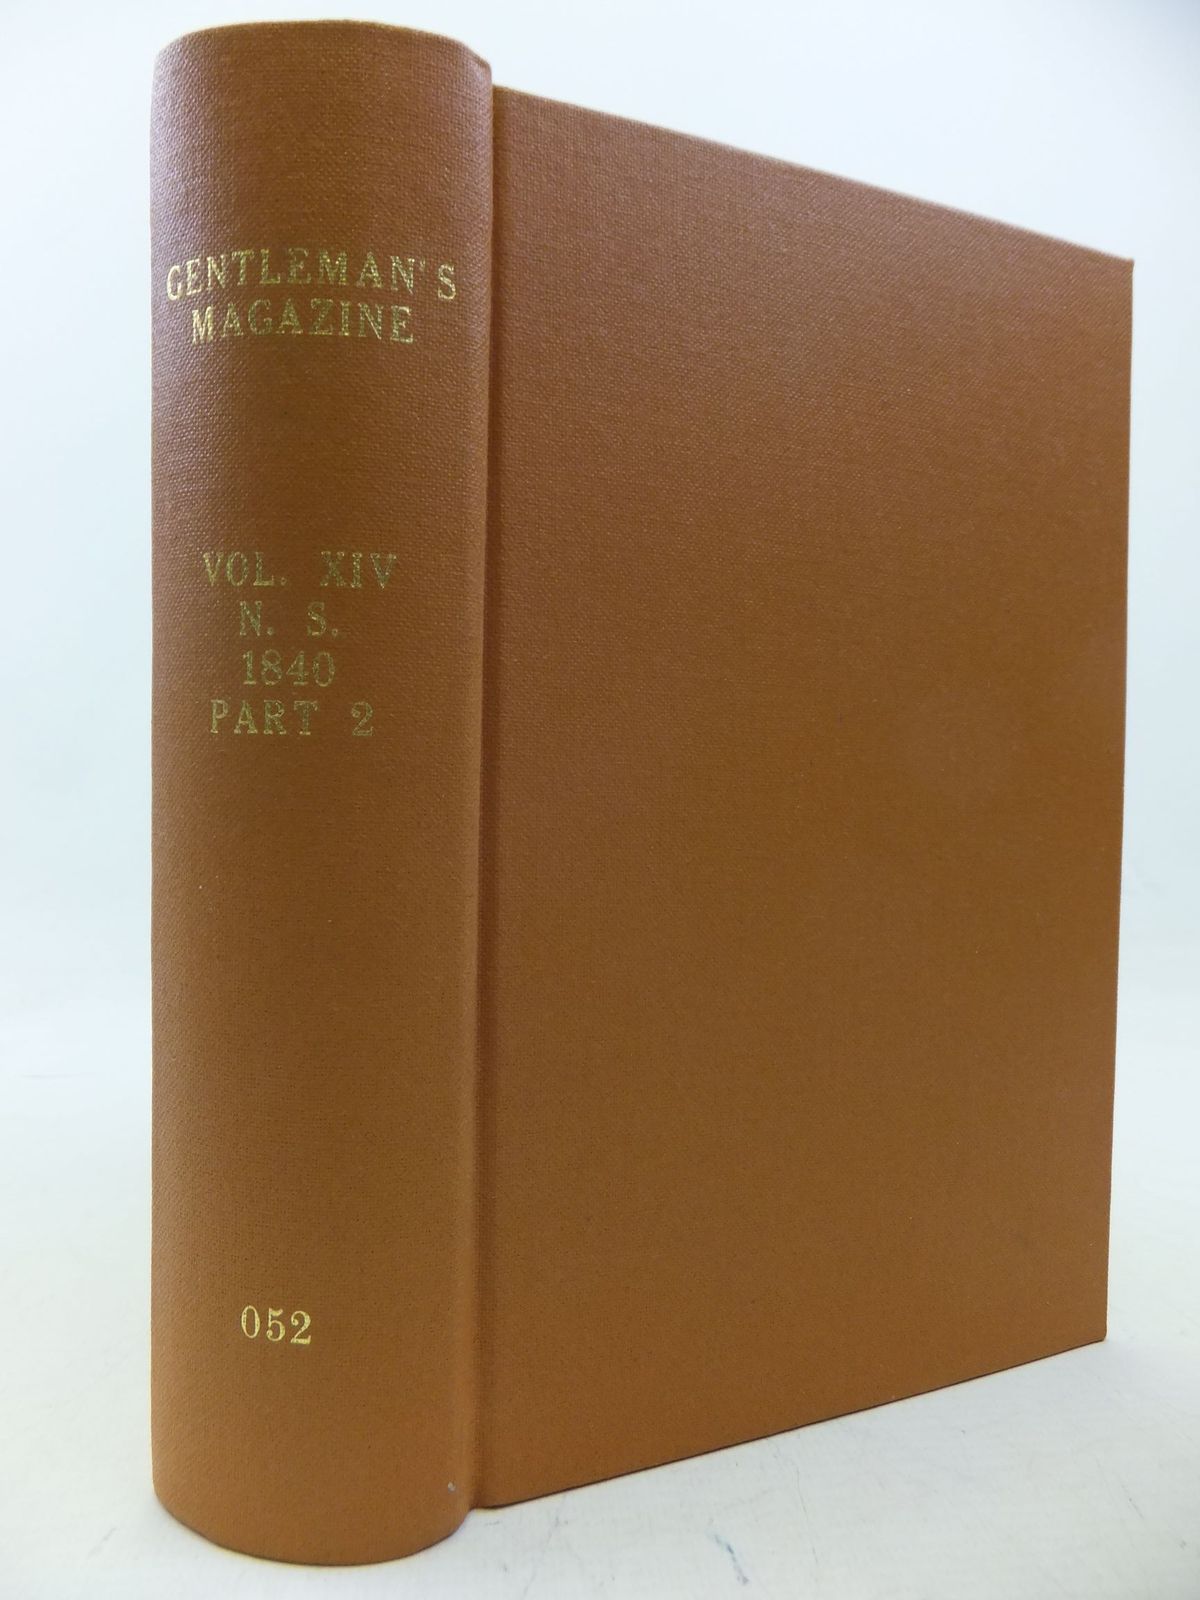 GENTLEMAN'S
MAGAZINE
VOL. XIV
N. S.
1840
PART 2
052